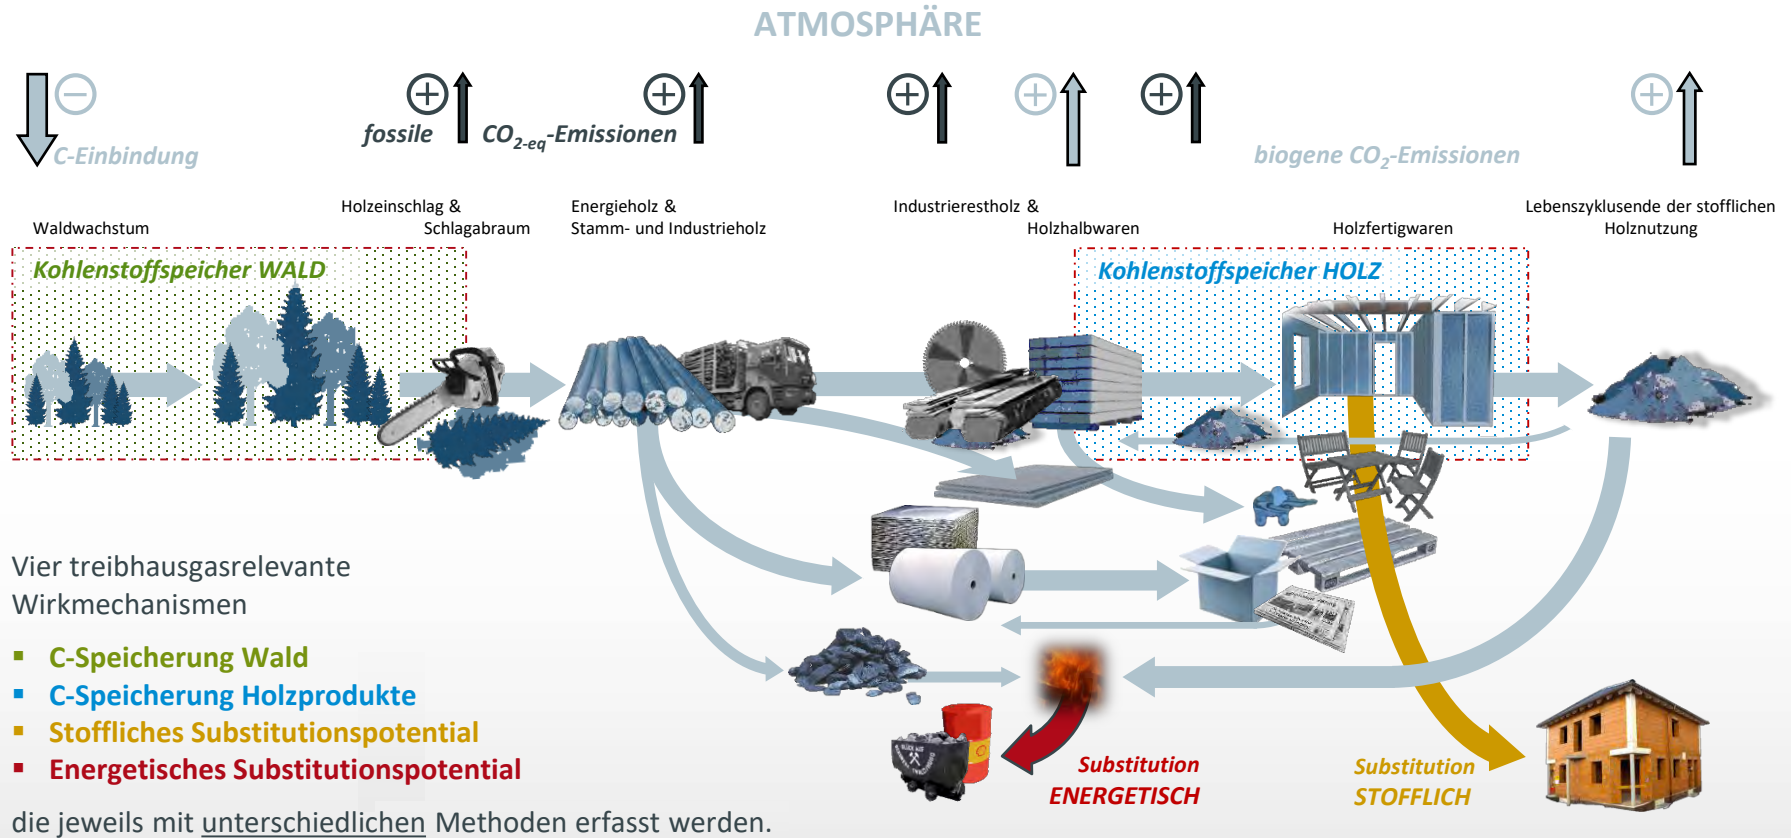 ATMOSPHÄRE
C-Einbindung
fossile CO2-eq-Emissionen
biogene CO2-Emissionen
Waldwachstum
Holzeinschlag &
Schlagabraum
Energieholz &
Stamm- und Industrieholz
Industrierestholz &
Holzhalbwaren
Holzfertigwaren
Lebenszyklusende der stofflichen
Holznutzung
Kohlenstoffspeicher WALD
Kohlenstoffspeicher HOLZ
Vier treibhausgasrelevante
Wirkmechanismen
▪ C-Speicherung Wald
▪ C-Speicherung Holzprodukte
▪ Stoffliches Substitutionspotential
▪ Energetisches Substitutionspotential
die jeweils mit unterschiedlichen Methoden erfasst werden.
GLÜCK AUF
Substitution
ENERGETISCH
Substitution
STOFFLICH